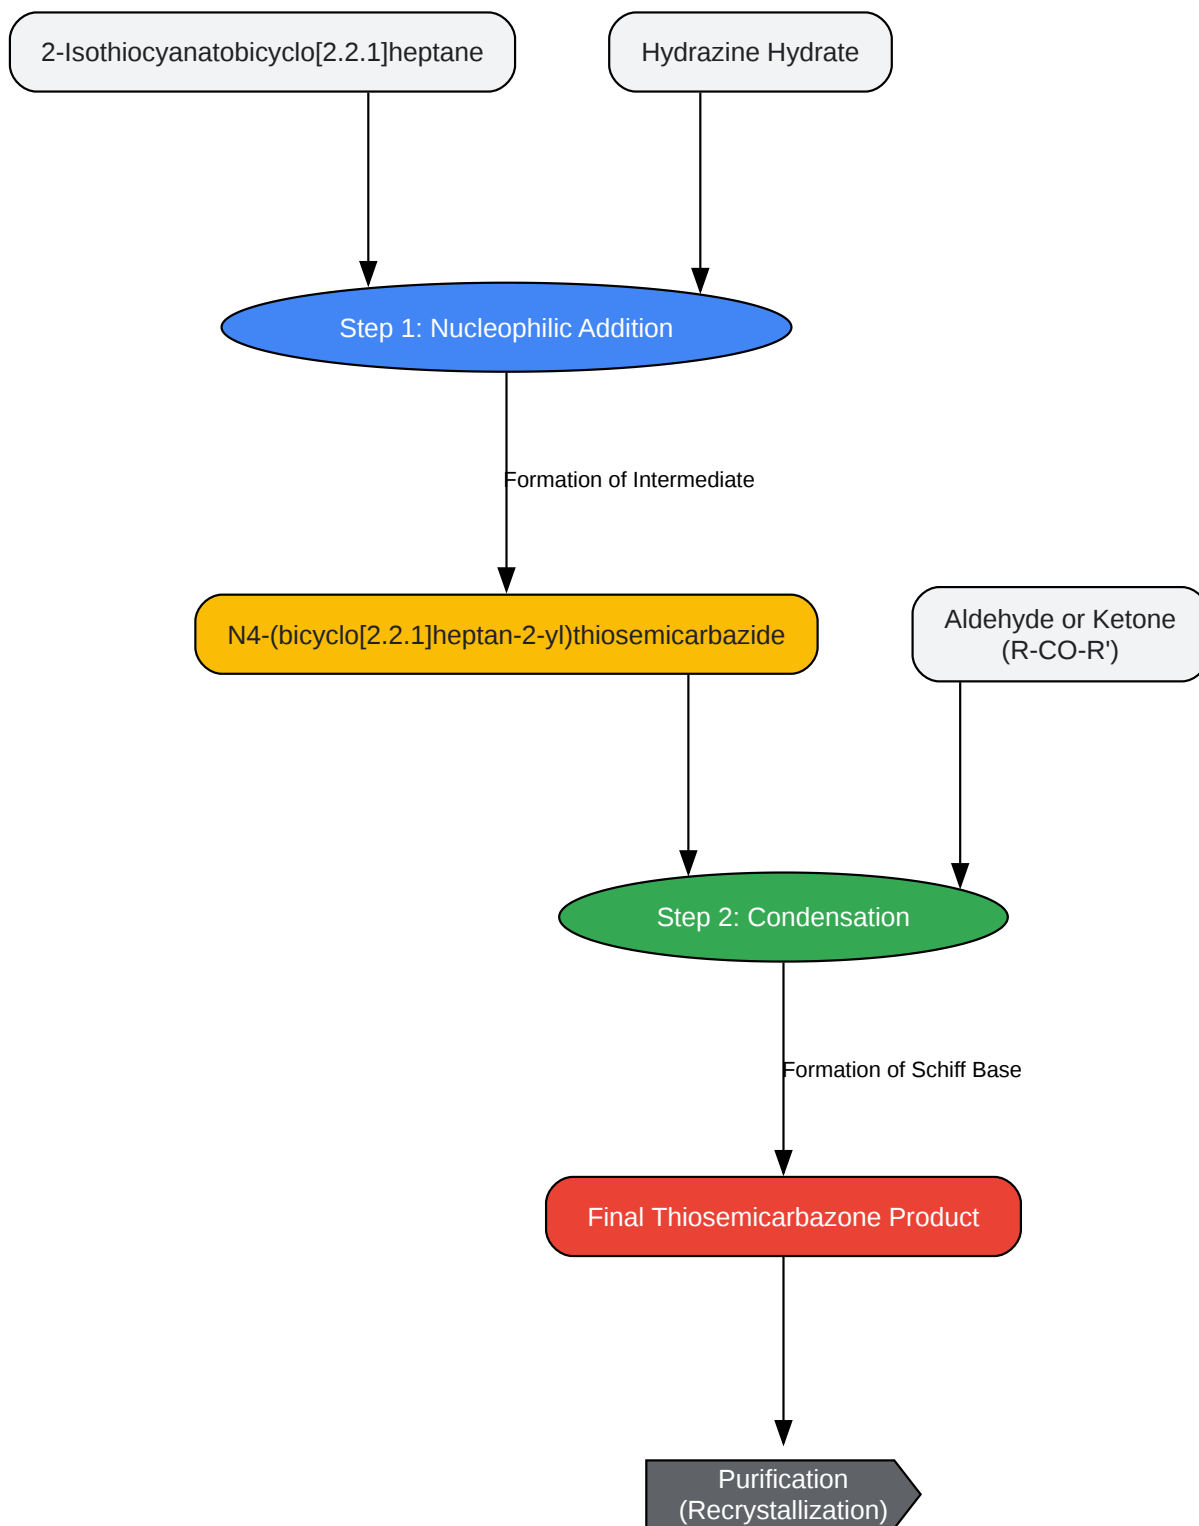 2-Isothiocyanatobicyclo[2.2.1]heptane
Hydrazine Hydrate
Step 1: Nucleophilic Addition
Formation of Intermediate
N4-(bicyclo[2.2.1]heptan-2-yl)thiosemicarbazide
Aldehyde or Ketone
(R-CO-R')
Step 2: Condensation
Formation of Schiff Base
Final Thiosemicarbazone Product
Purification
(Recrystallization)